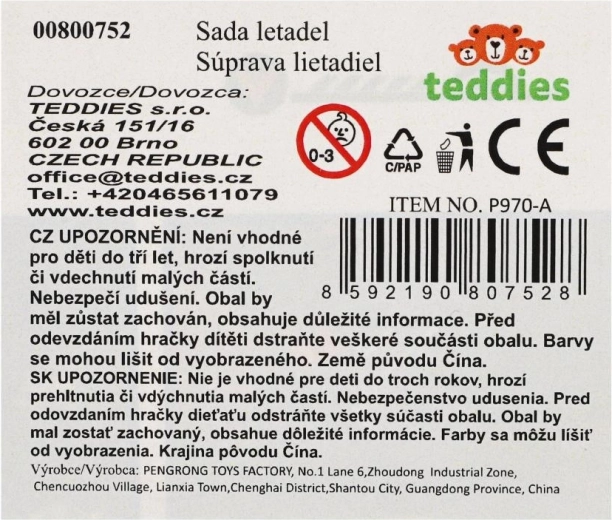 00800752
Sada letadel
Súprava lietadiel
teddies
Dovozce/Dovozca:
TEDDIES s.r.o.
Česká 151/16
602 00 Brno
CZECH REPUBLIC
office@teddies.cz
Tel.: +420465611079
www.teddies.cz
0-3
C/PAP
CE
ITEM NO. P970-A
8 592190 807528
CZ UPOZORNĚNÍ: Není vhodné
pro děti do tří let, hrozí spolknutí
či vdechnutí malých částí.
Nebezpečí udušení. Obal by
měl zůstat zachován, obsahuje důležité informace. Před
odevzdáním hračky dítěti dstraňte veškeré součásti obalu. Barvy
se mohou lišit od vyobrazeného. Země původu Čína.
SK UPOZORNENIE: Nie je vhodné pre deti do troch rokov, hrozí
prehltnutia či vdýchnutia malých částí. Nebezpečenstvo udusenia. Pred
odovzdaním hračky dieťaťu odstráňte všetky súčasti obalu. Obal by
mal zostať zachovaný, obsahue dôležité informácie. Farby sa môžu líšiť
od vyobrazenia. Krajina pôvodu Čína.
Výrobce/Výrobca: PENGRONG TOYS FACTORY, No.1 Lane 6,Zhoudong Industrial Zone,
Chencuozhou Village, Lianxia Town,Chenghai District,Shantou City, Guangdong Province, China